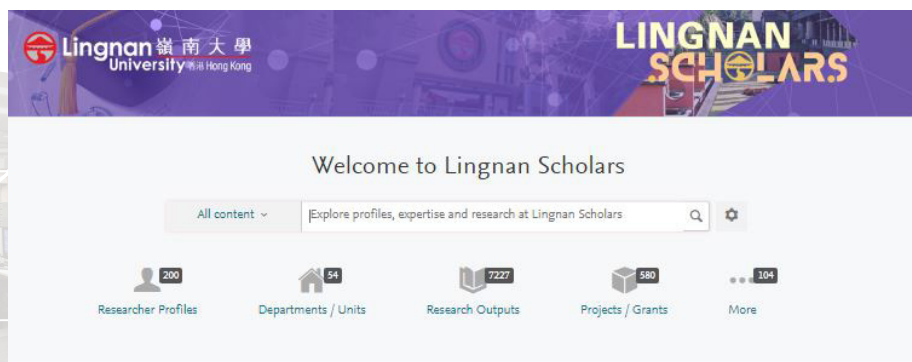 Lingnan 嶺南大學
University 香港 Hong Kong
LINGNAN
SCHOLARS
Welcome to Lingnan Scholars
All content
Explore profiles, expertise and research at Lingnan Scholars
200
54
7227
580
104
Researcher Profiles
Departments / Units
Research Outputs
Projects / Grants
More